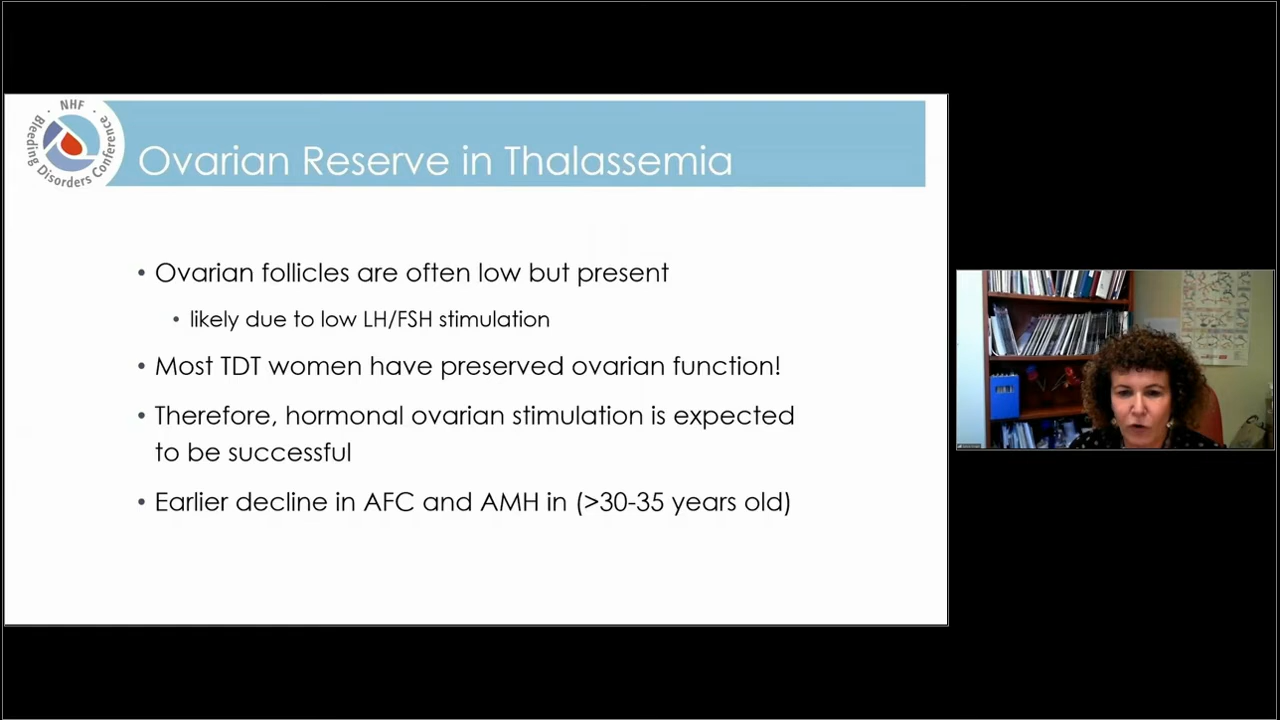 NHF
Bleeding Disorders Conference
Ovarian Reserve in Thalassemia
• Ovarian follicles are often low but present
• likely due to low LH/FSH stimulation
• Most TDT women have preserved ovarian function!
• Therefore, hormonal ovarian stimulation is expected
to be successful
• Earlier decline in AFC and AMH in (>30-35 years old)